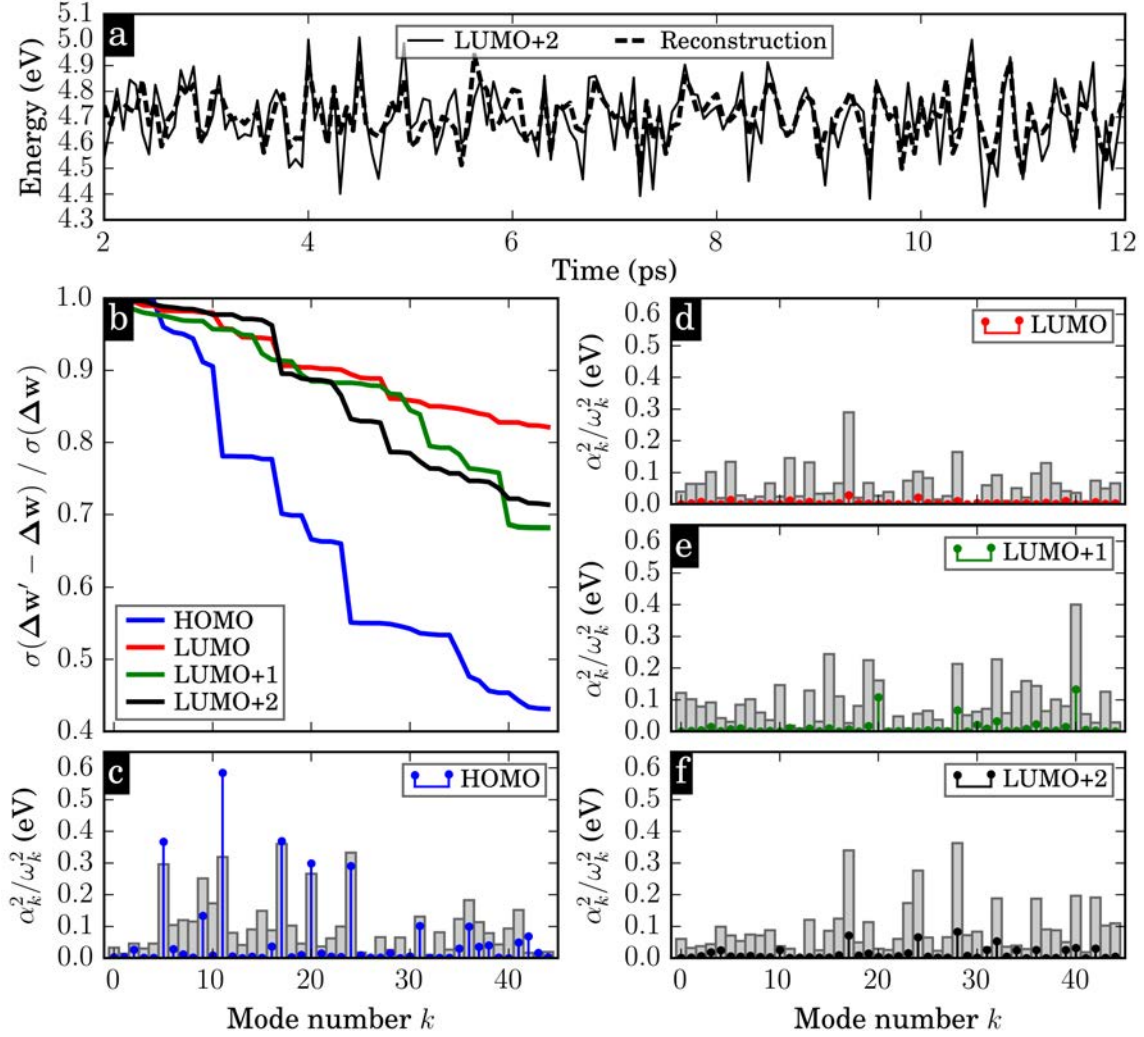 a
LUMO+2 Reconstruction
Energy (eV)
5.1
5.0
4.9
4.8
4.7
4.6
4.5
4.4
4.3
2 4 6 8 10 12
Time (ps)
b
σ(Δw′ − Δw) / σ(Δw)
1.0
0.9
0.8
0.7
0.6
0.5
0.4
HOMO
LUMO
LUMO+1
LUMO+2
c
HOMO
α²ₖ/ω²ₖ (eV)
0.6
0.5
0.4
0.3
0.2
0.1
0.0
0 10 20 30 40
Mode number k
d
LUMO
α²ₖ/ω²ₖ (eV)
0.6
0.5
0.4
0.3
0.2
0.1
0.0
e
LUMO+1
α²ₖ/ω²ₖ (eV)
0.6
0.5
0.4
0.3
0.2
0.1
0.0
f
LUMO+2
α²ₖ/ω²ₖ (eV)
0.6
0.5
0.4
0.3
0.2
0.1
0.0
0 10 20 30 40
Mode number k